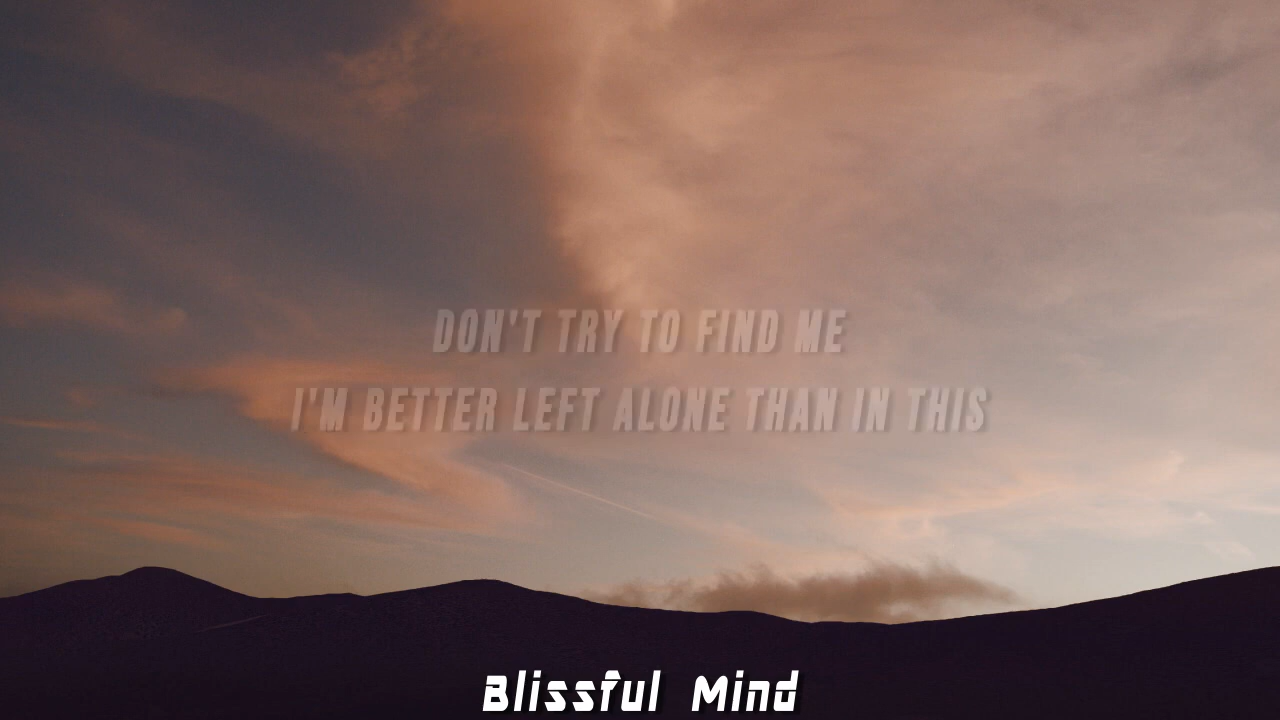 DON'T TRY TO FIND ME
I'M BETTER LEFT ALONE THAN IN THIS
Blissful Mind